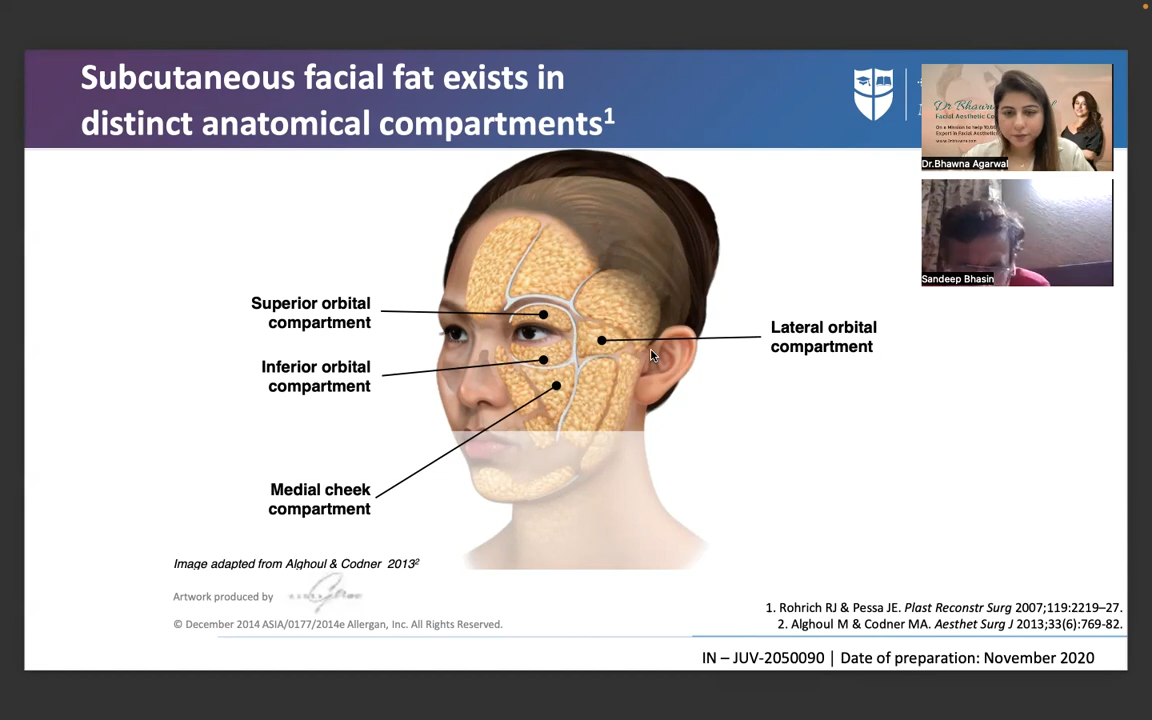 Subcutaneous facial fat exists in
distinct anatomical compartments¹
Facial Aesthetic
www.
Dr.Bhawna Agarwal
Sandeep Bhasin
Superior orbital
compartment
Inferior orbital
compartment
Medial cheek
compartment
Lateral orbital
compartment
Image adapted from Alghoul & Codner 2013²
Artwork produced by
© December 2014 ASIA/0177/2014e Allergan, Inc. All Rights Reserved.
1. Rohrich RJ & Pessa JE. Plast Reconstr Surg 2007;119:2219–27.
2. Alghoul M & Codner MA. Aesthet Surg J 2013;33(6):769-82.
IN – JUV-2050090 | Date of preparation: November 2020